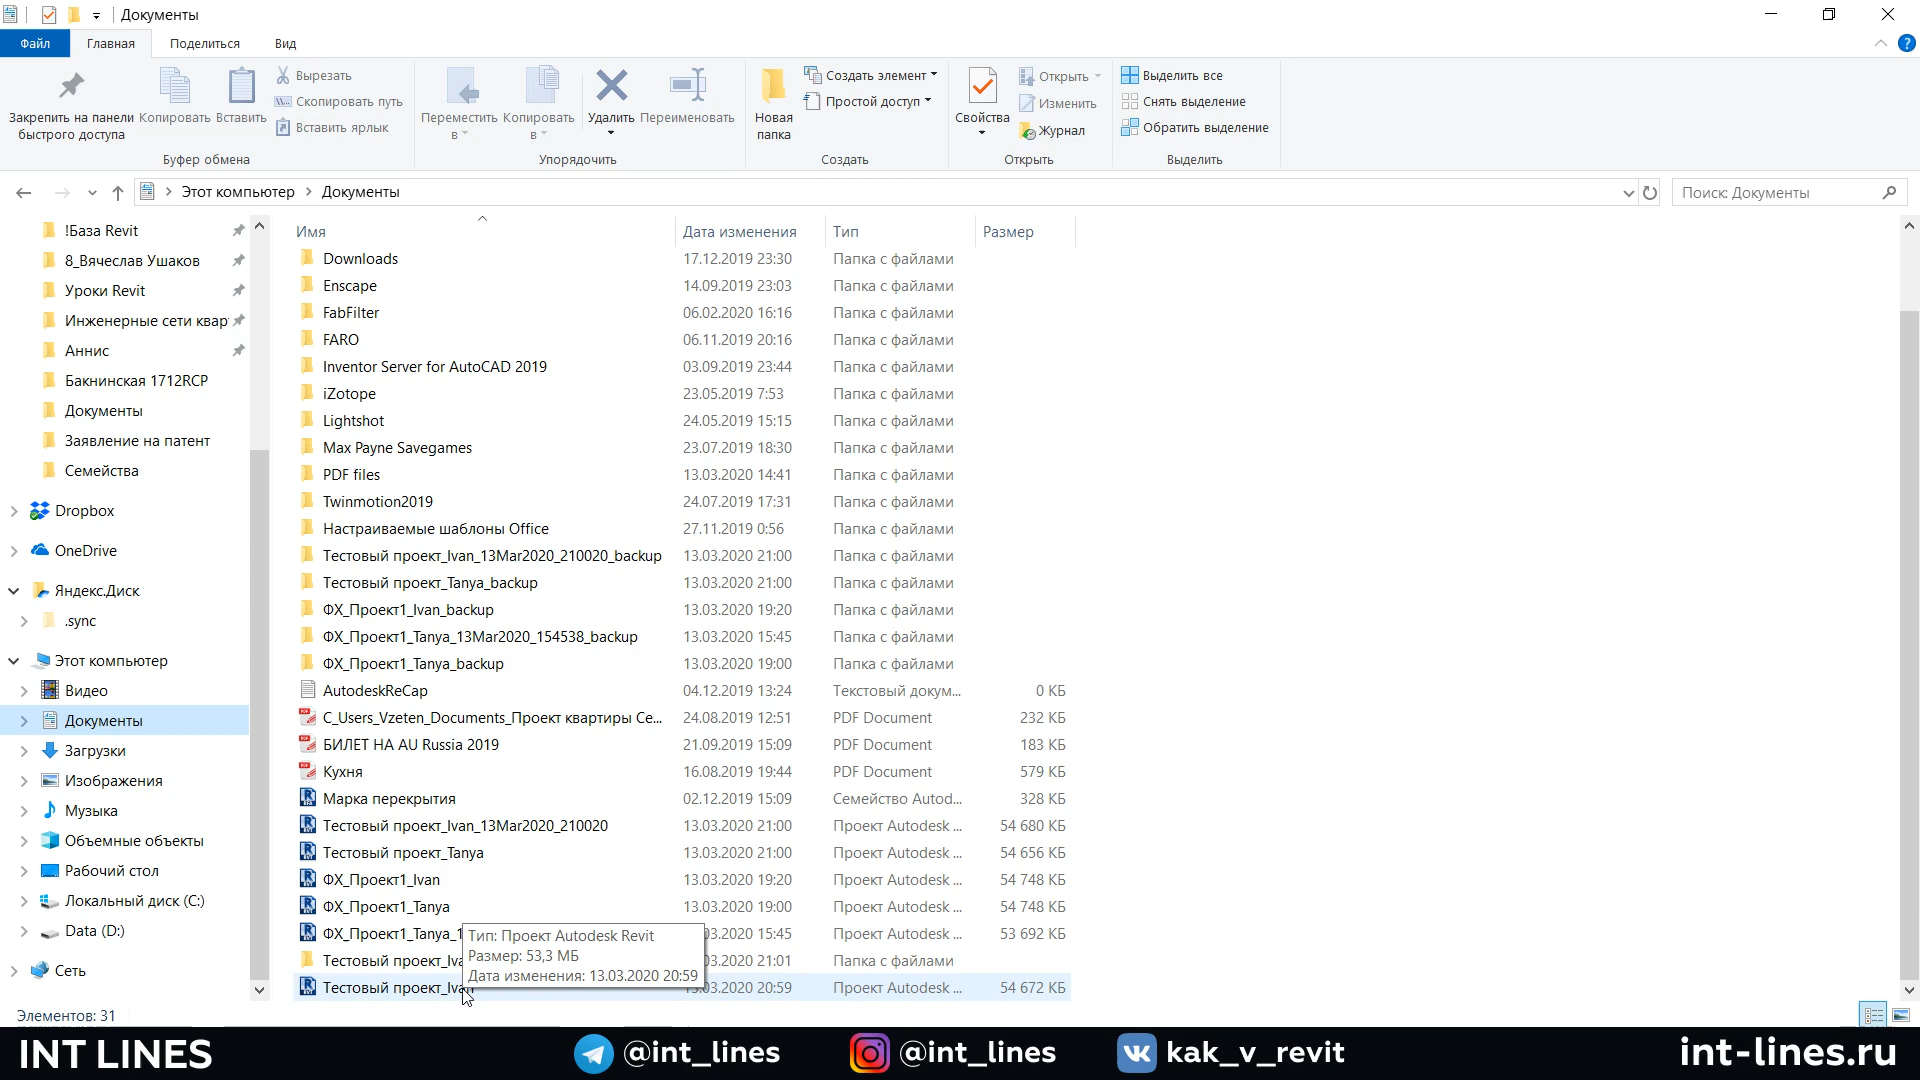 Документы
Файл
Главная
Поделиться
Вид
Закрепить на панели
быстрого доступа
Копировать
Вставить
Вырезать
Скопировать путь
Вставить ярлык
Буфер обмена
Переместить
в
Копировать
в
Удалить
Переименовать
Упорядочить
Новая
папка
Создать элемент
Простой доступ
Создать
Свойства
Открыть
Изменить
Журнал
Открыть
Выделить все
Снять выделение
Обратить выделение
Выделить
Этот компьютер
Документы
Поиск: Документы
!База Revit
8_Вячеслав Ушаков
Уроки Revit
Инженерные сети квар
Аннис
Бакнинская 1712RCP
Документы
Заявление на патент
Семейства
Dropbox
OneDrive
Яндекс.Диск
.sync
Этот компьютер
Видео
Документы
Загрузки
Изображения
Музыка
Объемные объекты
Рабочий стол
Локальный диск (C:)
Data (D:)
Сеть
Имя Дата изменения Тип Размер
Downloads 17.12.2019 23:30 Папка с файлами
Enscape 14.09.2019 23:03 Папка с файлами
FabFilter 06.02.2020 16:16 Папка с файлами
FARO 06.11.2019 20:16 Папка с файлами
Inventor Server for AutoCAD 2019 03.09.2019 23:44 Папка с файлами
iZotope 23.05.2019 7:53 Папка с файлами
Lightshot 24.05.2019 15:15 Папка с файлами
Max Payne Savegames 23.07.2019 18:30 Папка с файлами
PDF files 13.03.2020 14:41 Папка с файлами
Twinmotion2019 24.07.2019 17:31 Папка с файлами
Настраиваемые шаблоны Office 27.11.2019 0:56 Папка с файлами
Тестовый проект_Ivan_13Mar2020_210020_backup 13.03.2020 21:00 Папка с файлами
Тестовый проект_Tanya_backup 13.03.2020 21:00 Папка с файлами
ФХ_Проект1_Ivan_backup 13.03.2020 19:20 Папка с файлами
ФХ_Проект1_Tanya_13Mar2020_154538_backup 13.03.2020 15:45 Папка с файлами
ФХ_Проект1_Tanya_backup 13.03.2020 19:00 Папка с файлами
AutodeskReCap 04.12.2019 13:24 Текстовый докум... 0 КБ
C_Users_Vzeten_Documents_Проект квартиры Се... 24.08.2019 12:51 PDF Document 232 КБ
БИЛЕТ НА AU Russia 2019 21.09.2019 15:09 PDF Document 183 КБ
Кухня 16.08.2019 19:44 PDF Document 579 КБ
Марка перекрытия 02.12.2019 15:09 Семейство Autod... 328 КБ
Тестовый проект_Ivan_13Mar2020_210020 13.03.2020 21:00 Проект Autodesk ... 54 680 КБ
Тестовый проект_Tanya 13.03.2020 21:00 Проект Autodesk ... 54 656 КБ
ФХ_Проект1_Ivan 13.03.2020 19:20 Проект Autodesk ... 54 748 КБ
ФХ_Проект1_Tanya 13.03.2020 19:00 Проект Autodesk ... 54 748 КБ
ФХ_Проект1_Tanya_1 03.2020 15:45 Проект Autodesk ... 53 692 КБ
Тестовый проект_Iva 03.2020 21:01 Папка с файлами
Тестовый проект_Ivan 13.03.2020 20:59 Проект Autodesk ... 54 672 КБ
Тип: Проект Autodesk Revit
Размер: 53,3 МБ
Дата изменения: 13.03.2020 20:59
Элементов: 31
INT LINES @int_lines @int_lines kak_v_revit int-lines.ru